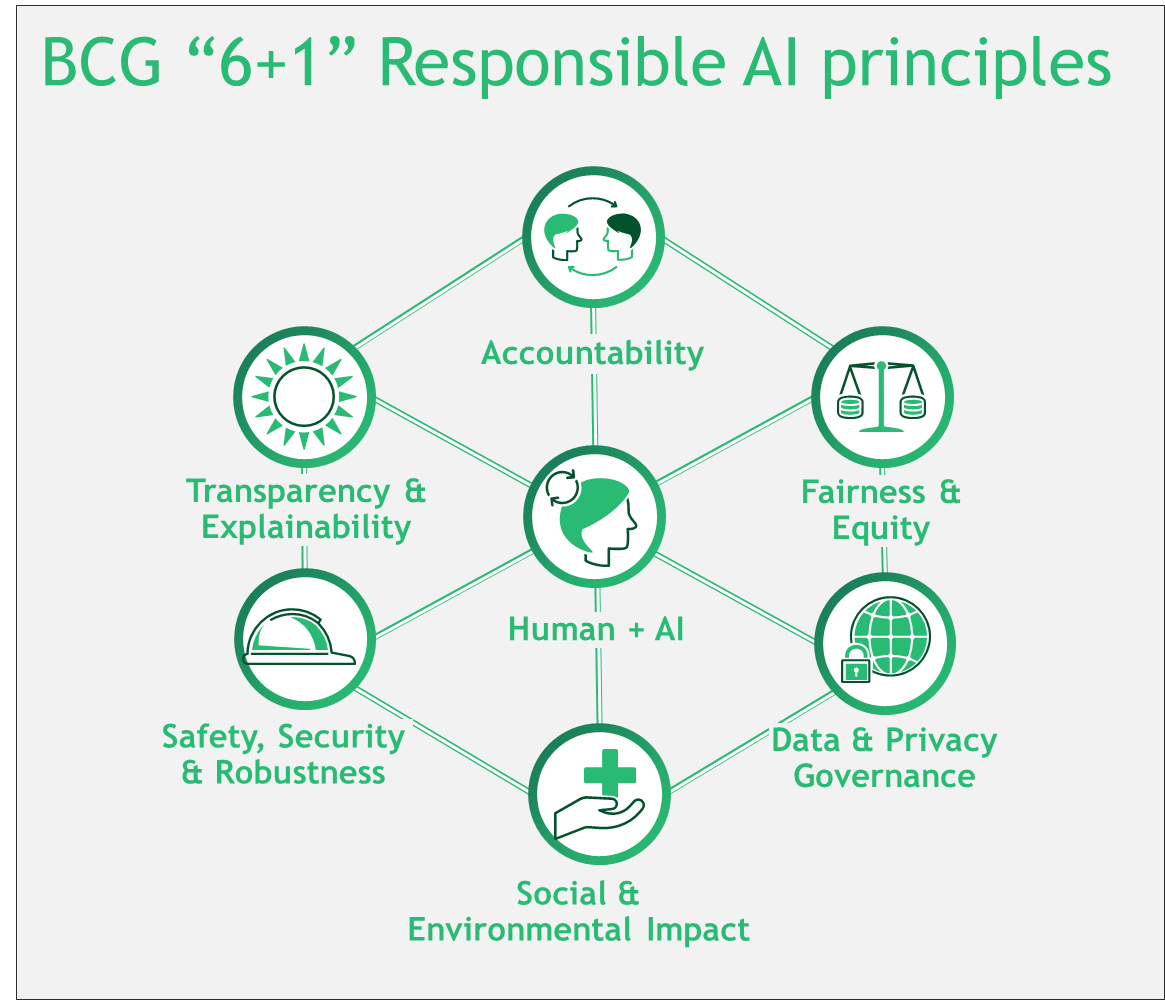 BCG “6+1” Responsible AI principles
Accountability
Transparency &
Explainability
Fairness &
Equity
Human + AI
Safety, Security
& Robustness
Data & Privacy
Governance
Social &
Environmental Impact